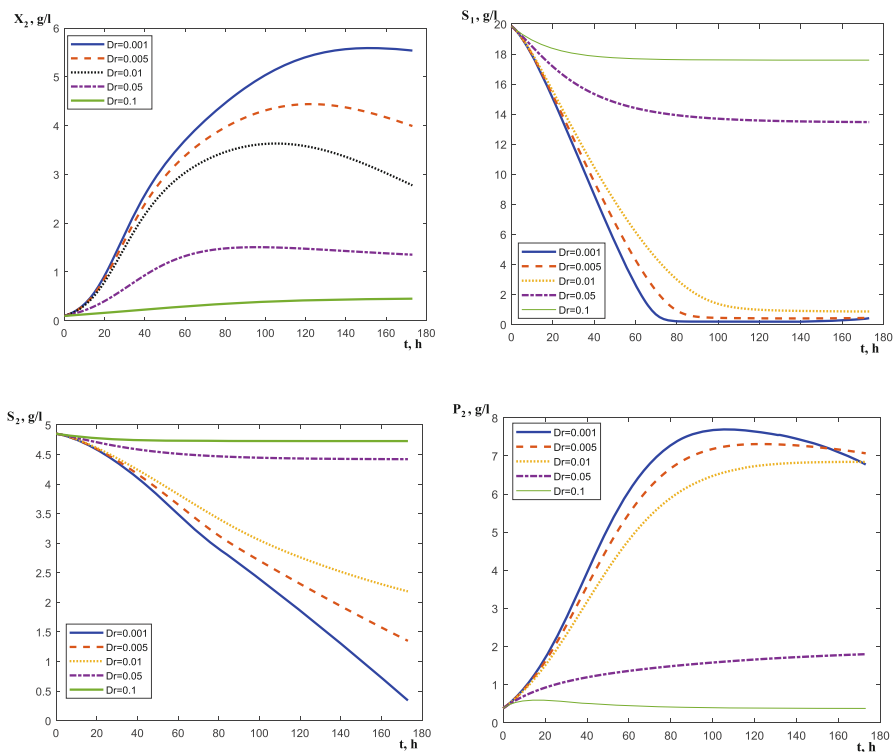 X2, g/l
6
5
4
3
2
1
0
Dr=0.001
Dr=0.005
Dr=0.01
Dr=0.05
Dr=0.1
0 20 40 60 80 100 120 140 160 180
t, h
S1, g/l
20
18
16
14
12
10
8
6
4
2
0
Dr=0.001
Dr=0.005
Dr=0.01
Dr=0.05
Dr=0.1
0 20 40 60 80 100 120 140 160 180
t, h
S2, g/l
5
4.5
4
3.5
3
2.5
2
1.5
1
0.5
0
Dr=0.001
Dr=0.005
Dr=0.01
Dr=0.05
Dr=0.1
0 20 40 60 80 100 120 140 160 180
t, h
P2, g/l
8
7
6
5
4
3
2
1
0
Dr=0.001
Dr=0.005
Dr=0.01
Dr=0.05
Dr=0.1
0 20 40 60 80 100 120 140 160 180
t, h